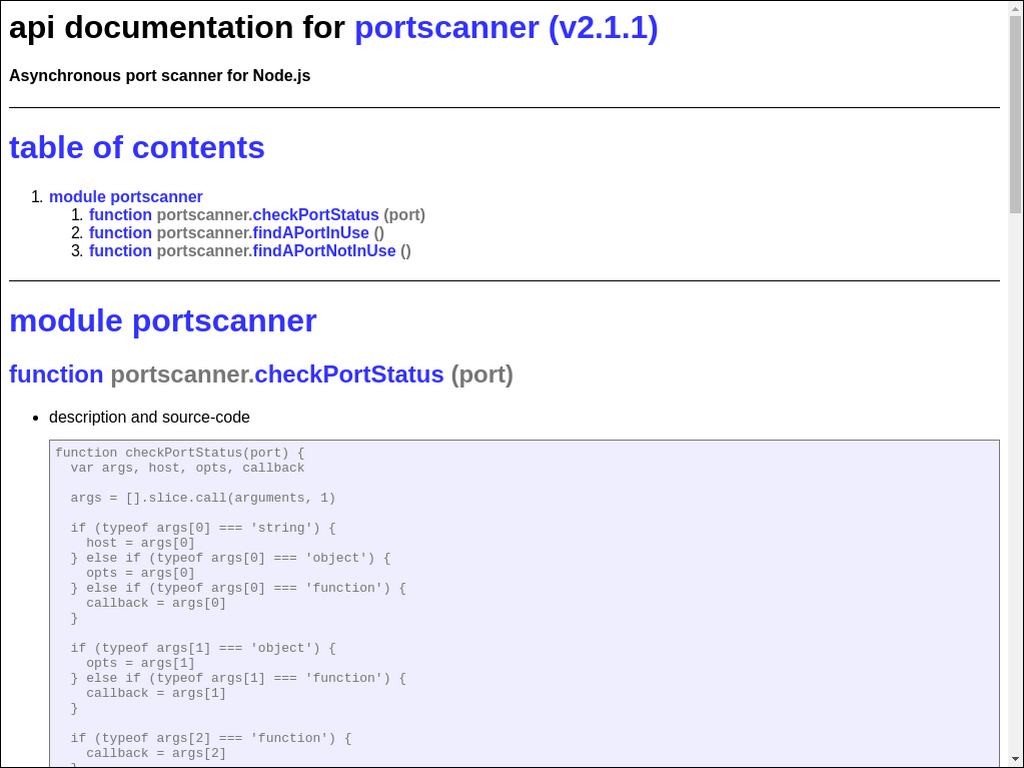 api documentation for portscanner (v2.1.1)
Asynchronous port scanner for Node.js
table of contents
1. module portscanner
1. function portscanner.checkPortStatus (port)
2. function portscanner.findAPortInUse ()
3. function portscanner.findAPortNotInUse ()
module portscanner
function portscanner.checkPortStatus (port)
• description and source-code
function checkPortStatus(port) {
  var args, host, opts, callback

  args = [].slice.call(arguments, 1)

  if (typeof args[0] === 'string') {
    host = args[0]
  } else if (typeof args[0] === 'object') {
    opts = args[0]
  } else if (typeof args[0] === 'function') {
    callback = args[0]
  }

  if (typeof args[1] === 'object') {
    opts = args[1]
  } else if (typeof args[1] === 'function') {
    callback = args[1]
  }

  if (typeof args[2] === 'function') {
    callback = args[2]
  }